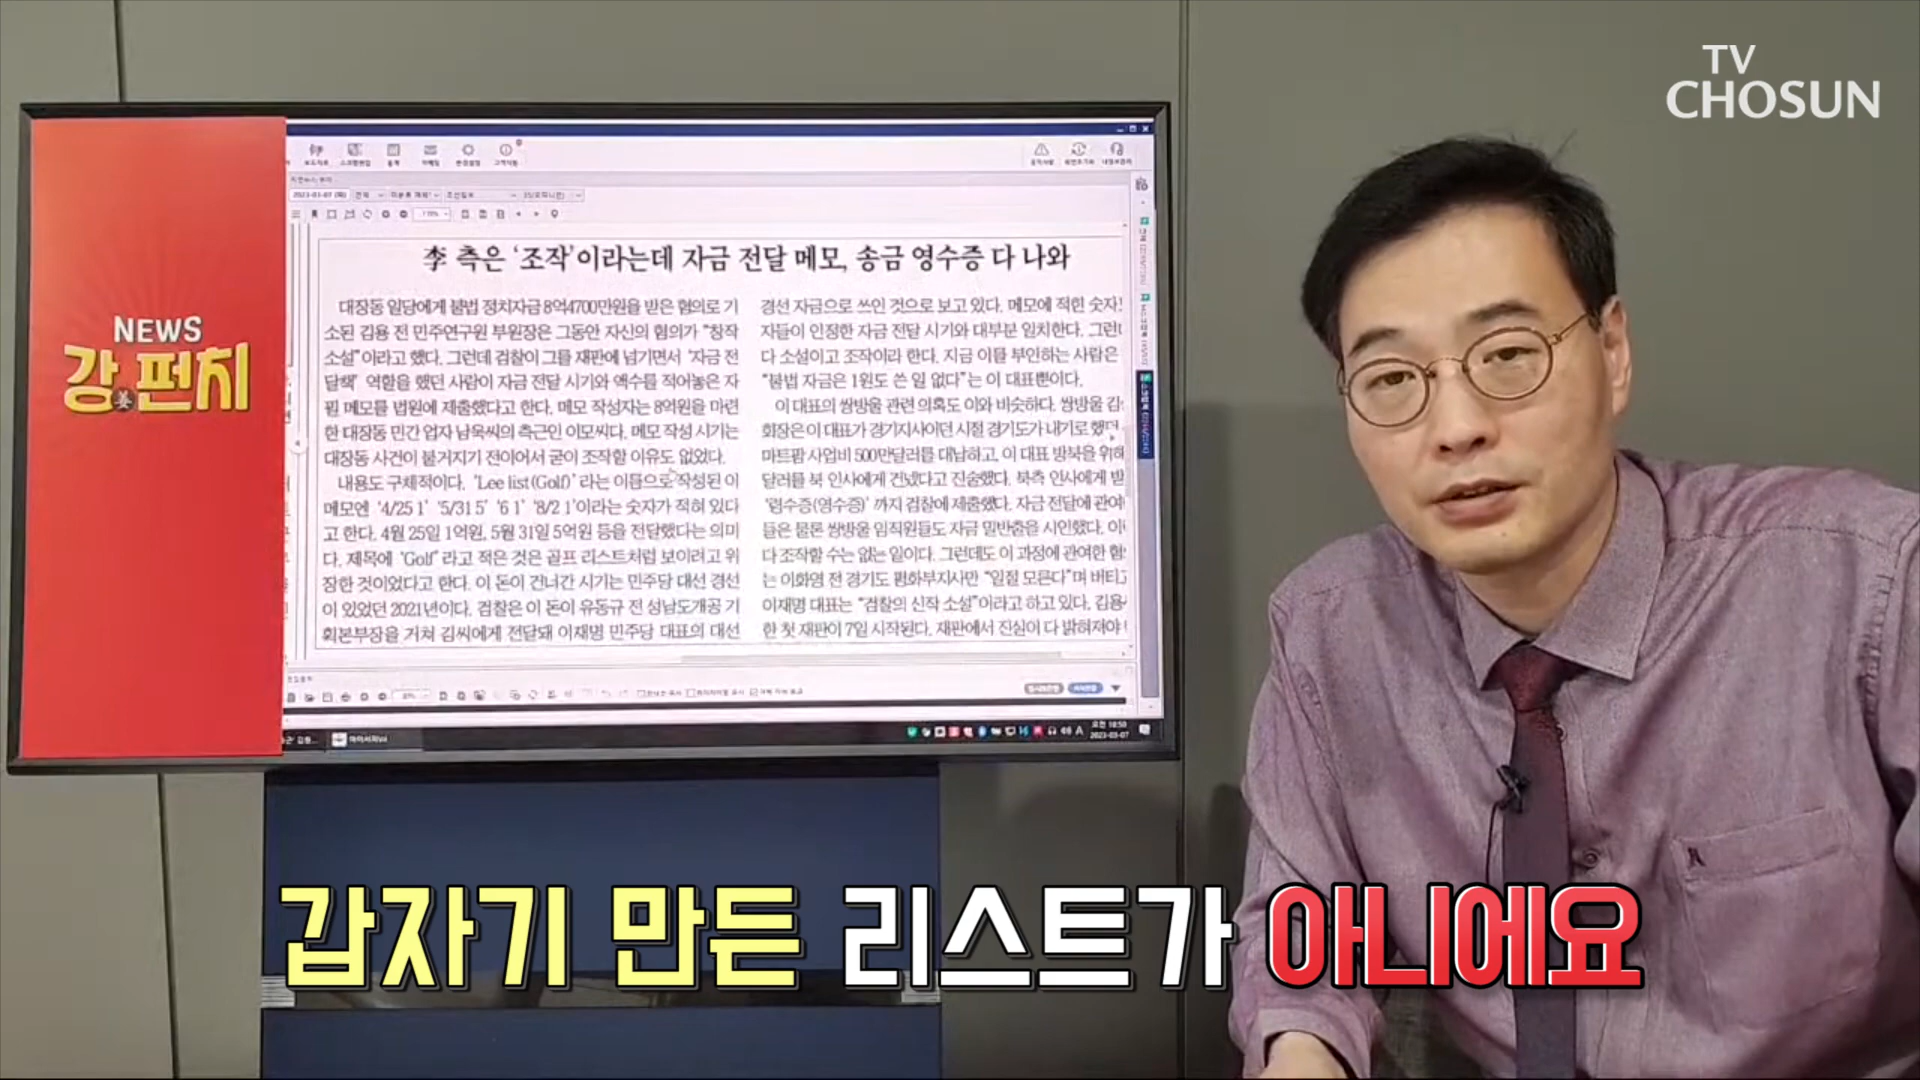 TV
CHOSUN
NEWS
강 펀치
姜
2023-03-07
李 측은 '조작'이라는데 자금 전달 메모, 송금 영수증 다 나와
대장동 일당에게 불법 정치자금 8억4700만원을 받은 혐의로 기
소된 김용 전 민주연구원 부원장은 그동안 자신의 혐의가 "창작
소설"이라고 했다. 그런데 검찰이 그를 재판에 넘기면서 '자금 전
달책' 역할을 했던 사람이 자금 전달 시기와 액수를 적어놓은 자
필 메모를 법원에 제출했다고 한다. 메모 작성자는 8억원을 마련
한 대장동 민간 업자 남욱씨의 측근인 이모씨다. 메모 작성 시기는
대장동 사건이 불거지기 전이어서 굳이 조작할 이유도 없었다.
내용도 구체적이다. 'Lee list(Golf)'라는 이름으로 작성된 이
메모엔 '4/25 1' '5/31 5' '6 1' '8/2 1'이라는 숫자가 적혀 있다
고 한다. 4월 25일 1억원, 5월 31일 5억원 등을 전달했다는 의미
다. 제목에 'Golf'라고 적은 것은 골프 리스트처럼 보이려고 위
장한 것이었다고 한다. 이 돈이 건너간 시기는 민주당 대선 경선
이 있었던 2021년이다. 검찰은 이 돈이 유동규 전 성남도개공 기
획본부장을 거쳐 김씨에게 전달돼 이재명 민주당 대표의 대선
경선 자금으로 쓰인 것으로 보고 있다. 메모에 적힌 숫자
자들이 인정한 자금 전달 시기와 대부분 일치한다. 그런
다 소설이고 조작이라 한다. 지금 이를 부인하는 사람은
"불법 자금은 1원도 쓴 일 없다"는 이 대표뿐이다.
이 대표의 쌍방울 관련 의혹도 이와 비슷하다. 쌍방울 김
회장은 이 대표가 경기지사이던 시절 경기도가 내기로 했던
마트팜 사업비 500만달러를 대납하고, 이 대표 방북을 위해
달러를 북 인사에게 건넸다고 진술했다. 북측 인사에게 받
'령수증(영수증)'까지 검찰에 제출했다. 자금 전달에 관여
들은 물론 쌍방울 임직원들도 자금 밀반출을 시인했다. 이
다 조작할 수는 없는 일이다. 그런데도 이 과정에 관여한 혐
는 이화영 전 경기도 평화부지사만 "일절 모른다"며 버티고
이재명 대표는 "검찰의 신작 소설"이라고 하고 있다. 김용
한 첫 재판이 7일 시작된다. 재판에서 진실이 다 밝혀져야
오전 10:50
2023-03-07
갑자기 만든 리스트가 아니에요